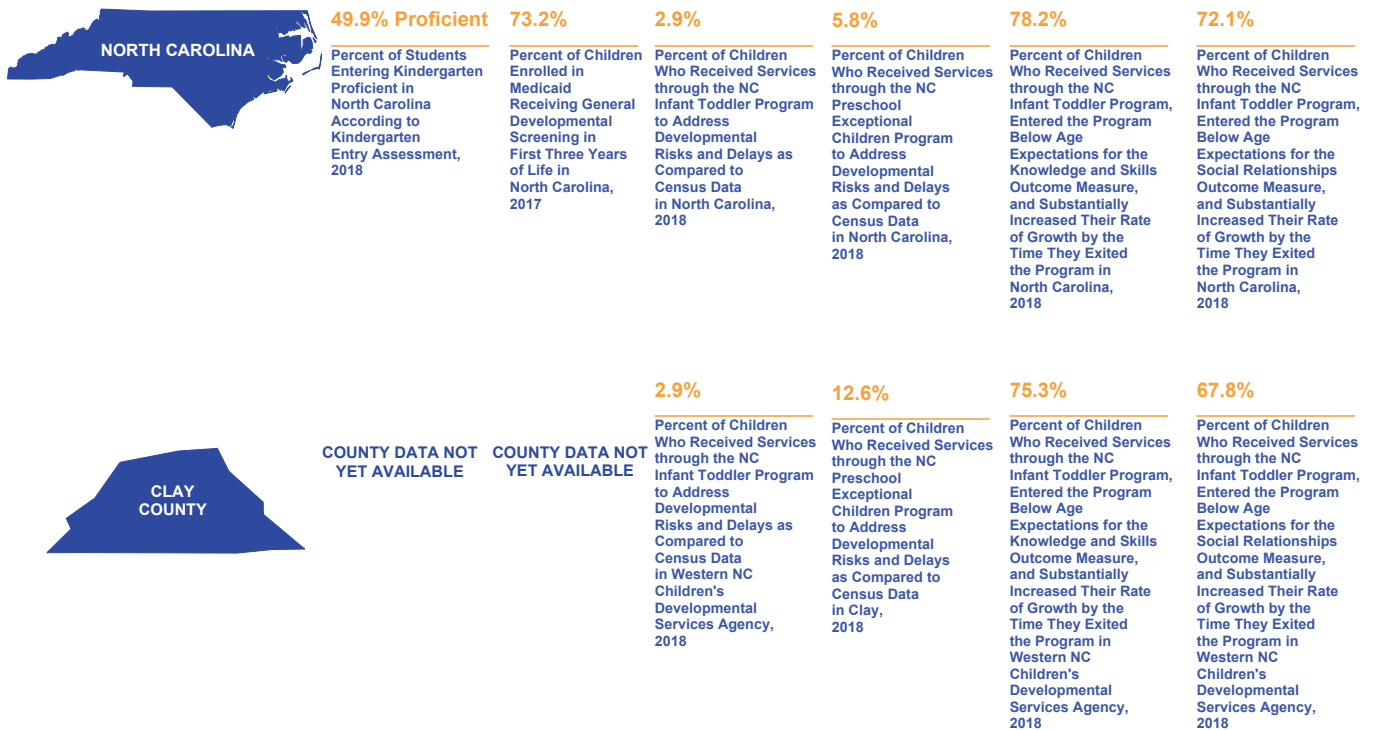 NORTH CAROLINA
49.9% Proficient
Percent of Students
Entering Kindergarten
Proficient in
North Carolina
According to
Kindergarten
Entry Assessment,
2018
73.2%
Percent of Children
Enrolled in
Medicaid
Receiving General
Developmental
Screening in
First Three Years
of Life in
North Carolina,
2017
2.9%
Percent of Children
Who Received Services
through the NC
Infant Toddler Program
to Address
Developmental
Risks and Delays as
Compared to
Census Data
in North Carolina,
2018
5.8%
Percent of Children
Who Received Services
through the NC
Preschool
Exceptional
Children Program
to Address
Developmental
Risks and Delays
as Compared to
Census Data
in North Carolina,
2018
78.2%
Percent of Children
Who Received Services
through the NC
Infant Toddler Program,
Entered the Program
Below Age
Expectations for the
Knowledge and Skills
Outcome Measure,
and Substantially
Increased Their Rate
of Growth by the
Time They Exited
the Program in
North Carolina,
2018
72.1%
Percent of Children
Who Received Services
through the NC
Infant Toddler Program,
Entered the Program
Below Age
Expectations for the
Social Relationships
Outcome Measure,
and Substantially
Increased Their Rate
of Growth by the
Time They Exited
the Program in
North Carolina,
2018
CLAY
COUNTY
COUNTY DATA NOT
YET AVAILABLE
COUNTY DATA NOT
YET AVAILABLE
2.9%
Percent of Children
Who Received Services
through the NC
Infant Toddler Program
to Address
Developmental
Risks and Delays as
Compared to
Census Data
in Western NC
Children's
Developmental
Services Agency,
2018
12.6%
Percent of Children
Who Received Services
through the NC
Preschool
Exceptional
Children Program
to Address
Developmental
Risks and Delays
as Compared to
Census Data
in Clay,
2018
75.3%
Percent of Children
Who Received Services
through the NC
Infant Toddler Program,
Entered the Program
Below Age
Expectations for the
Knowledge and Skills
Outcome Measure,
and Substantially
Increased Their Rate
of Growth by the
Time They Exited
the Program in
Western NC
Children's
Developmental
Services Agency,
2018
67.8%
Percent of Children
Who Received Services
through the NC
Infant Toddler Program,
Entered the Program
Below Age
Expectations for the
Social Relationships
Outcome Measure,
and Substantially
Increased Their Rate
of Growth by the
Time They Exited
the Program in
Western NC
Children's
Developmental
Services Agency,
2018